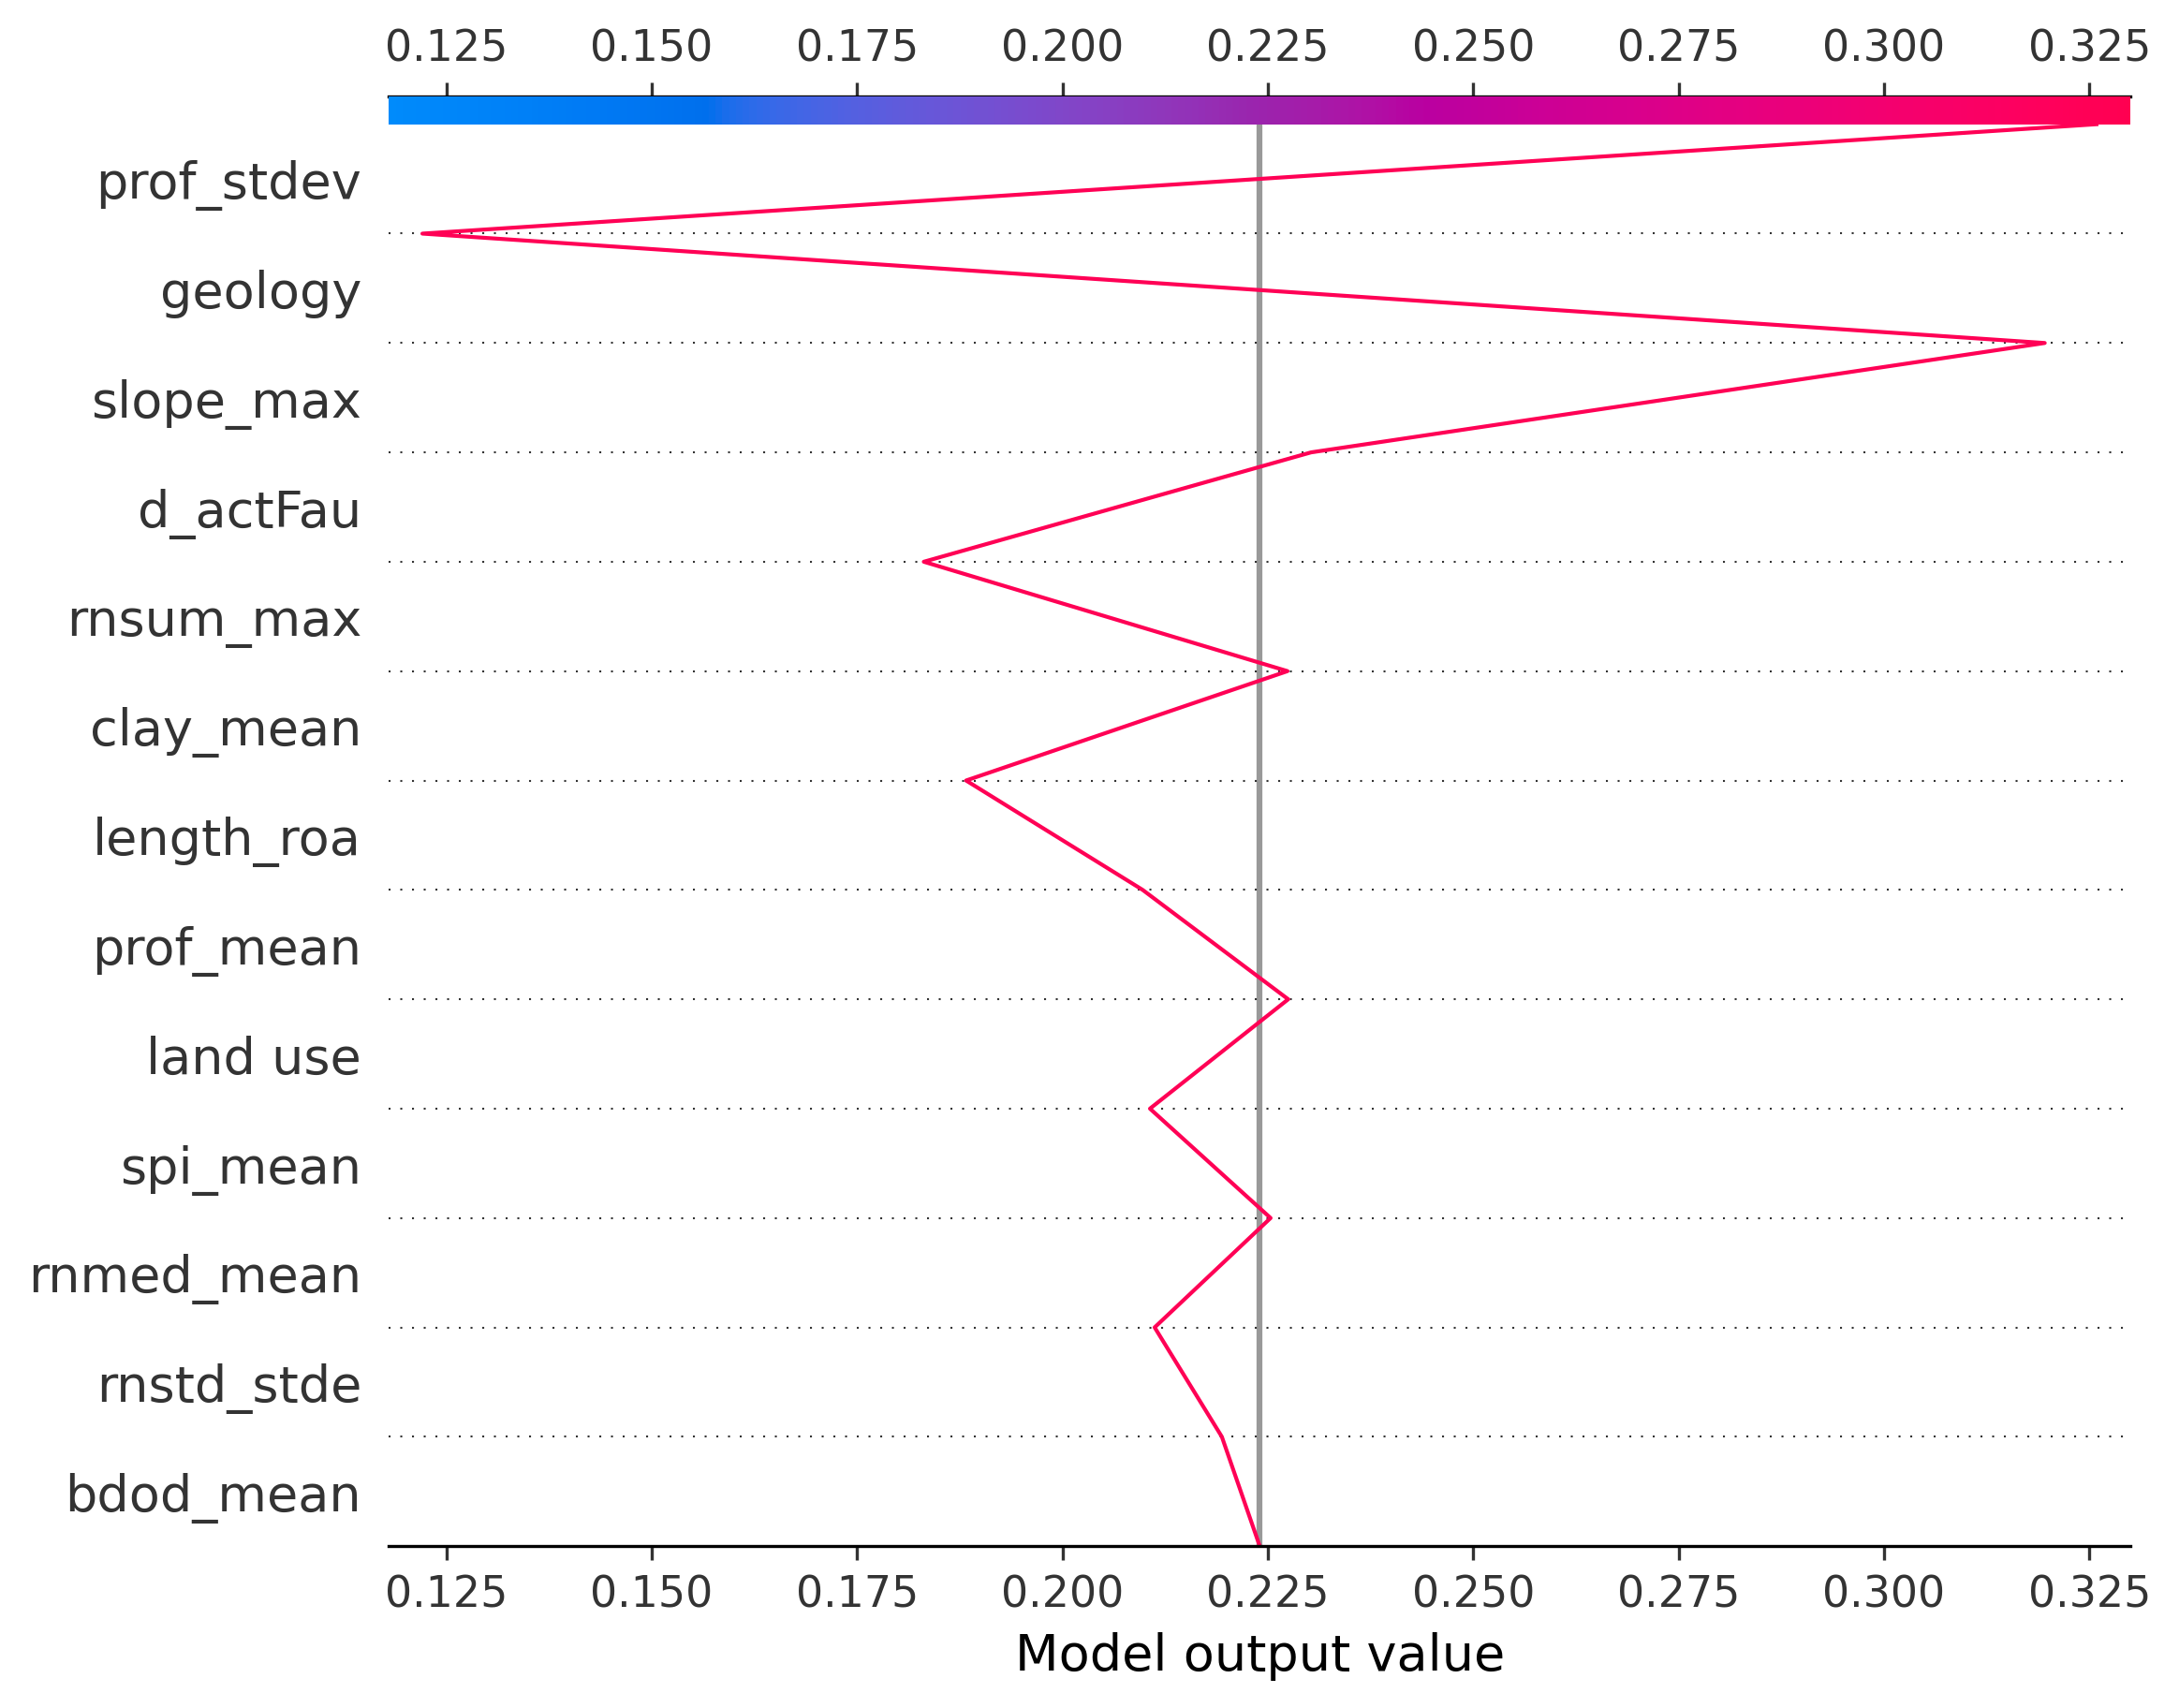 0.125 0.150 0.175 0.200 0.225 0.250 0.275 0.300 0.325
prof_stdev
geology
slope_max
d_actFau
rnsum_max
clay_mean
length_roa
prof_mean
land use
spi_mean
rnmed_mean
rnstd_stde
bdod_mean
0.125 0.150 0.175 0.200 0.225 0.250 0.275 0.300 0.325
Model output value